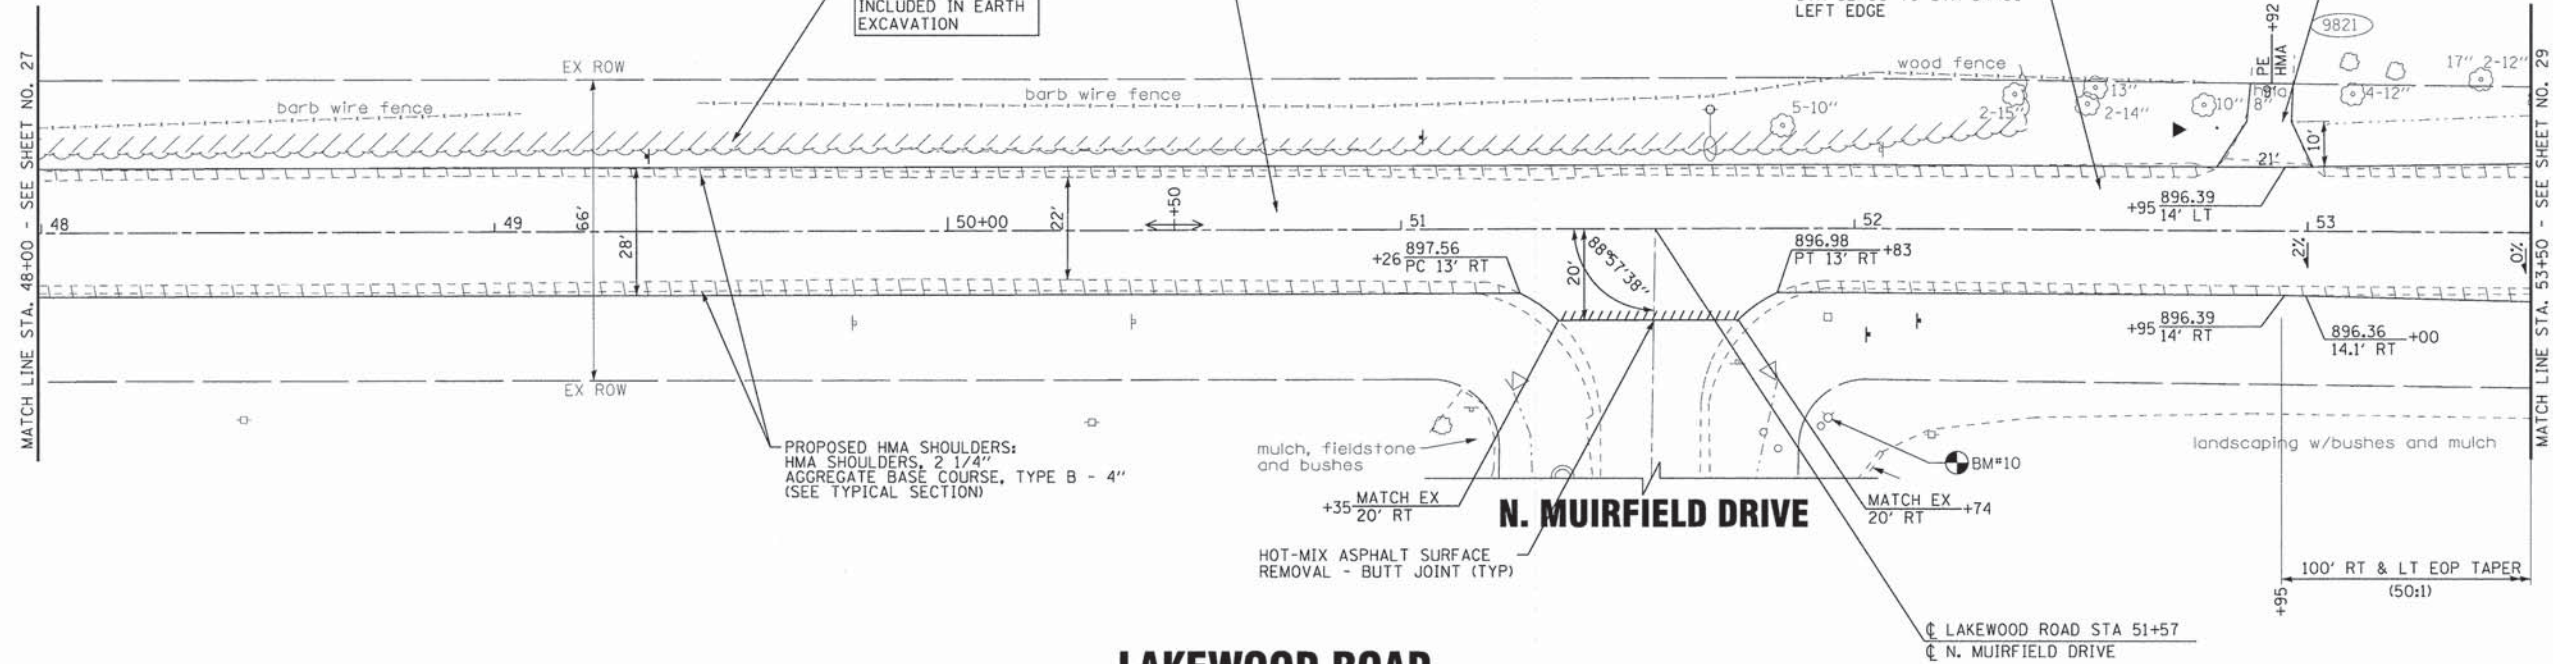 INCLUDED IN EARTH
EXCAVATION
LEFT EDGE
+92
PE
HMA
9821
MATCH LINE STA. 48+00 - SEE SHEET NO. 27
MATCH LINE STA. 53+50 - SEE SHEET NO. 29
EX ROW
barb wire fence
barb wire fence
wood fence
5-10"
2-15"
13"
2-14"
10"
8"
4-12"
17" 2-12"
10'
21'
66'
28'
22'
+50
48
49
50+00
51
52
53
+95 896.39
14' LT
2%
0%
+26 897.56
PC 13' RT
20'
88°57'38"
896.98 +83
PT 13' RT
+95 896.39
14' RT
896.36 +00
14.1' RT
EX ROW
PROPOSED HMA SHOULDERS:
HMA SHOULDERS, 2 1/4"
AGGREGATE BASE COURSE, TYPE B - 4"
(SEE TYPICAL SECTION)
mulch, fieldstone
and bushes
landscaping w/bushes and mulch
BM#10
+35 MATCH EX
20' RT
N. MUIRFIELD DRIVE
MATCH EX +74
20' RT
HOT-MIX ASPHALT SURFACE
REMOVAL - BUTT JOINT (TYP)
100' RT & LT EOP TAPER
(50:1)
+95
℄ LAKEWOOD ROAD STA 51+57
℄ N. MUIRFIELD DRIVE
LAKEWOOD ROAD